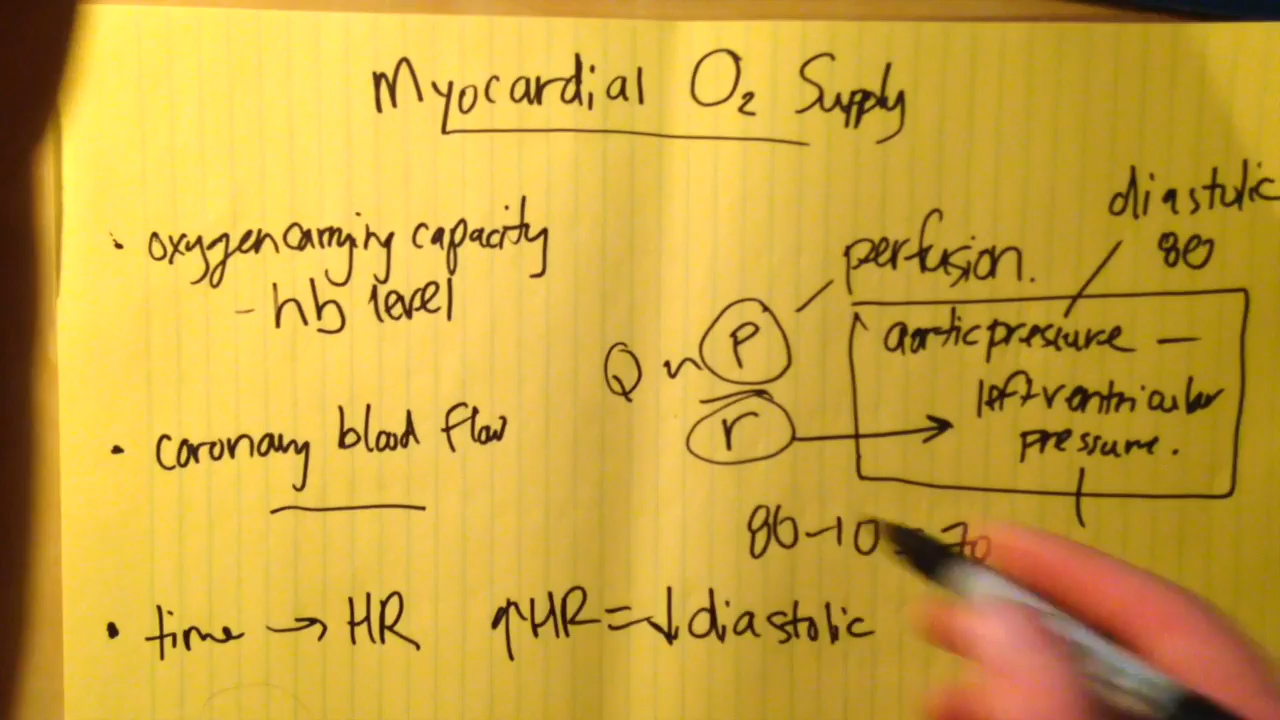 Myocardial O2 Supply
• oxygen carrying capacity
- hb level
• coronary blood flow
• time → HR ↑HR = ↓diastolic
Q ∝ P
r
perfusion.
diastolic
80
aortic pressure —
left ventricular
pressure.
80 - 10 = 70